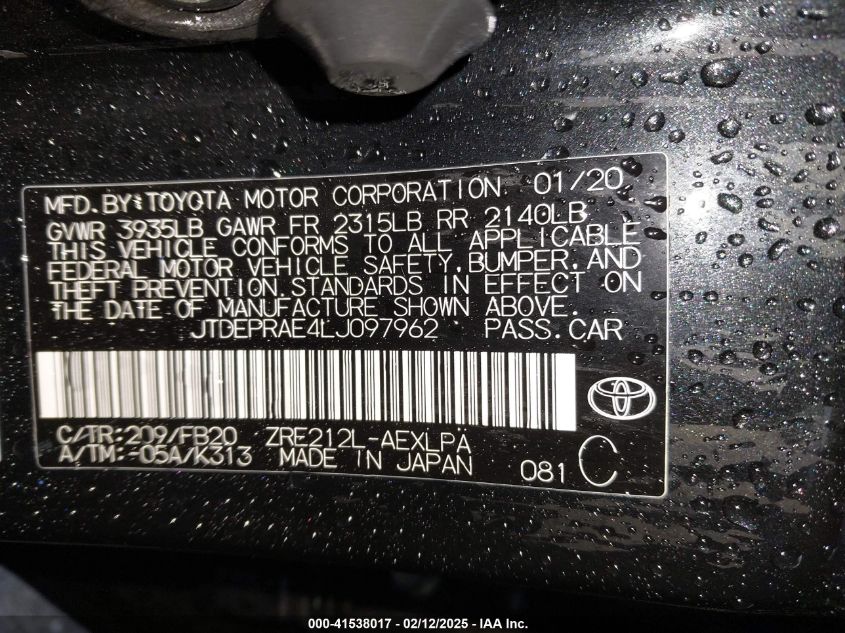 MFD. BY: TOYOTA MOTOR CORPORATION 01/20
GVWR 3935LB GAWR FR 2315LB RR 2140LB
THIS VEHICLE CONFORMS TO ALL APPLICABLE
FEDERAL MOTOR VEHICLE SAFETY, BUMPER, AND
THEFT PREVENTION STANDARDS IN EFFECT ON
THE DATE OF MANUFACTURE SHOWN ABOVE.
JTDEPRAE4LJ097962 PASS. CAR
C/TR: 209/FB20 ZRE212L-AEXLPA
A/TM: -05A/K313 MADE IN JAPAN 081 C
000-41538017 - 02/12/2025 - IAA Inc.